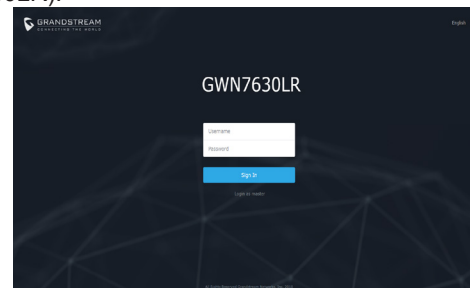 GRANDSTREAM
CONNECTING THE WORLD
English
GWN7630LR
Username
Password
Sign In
Login as master